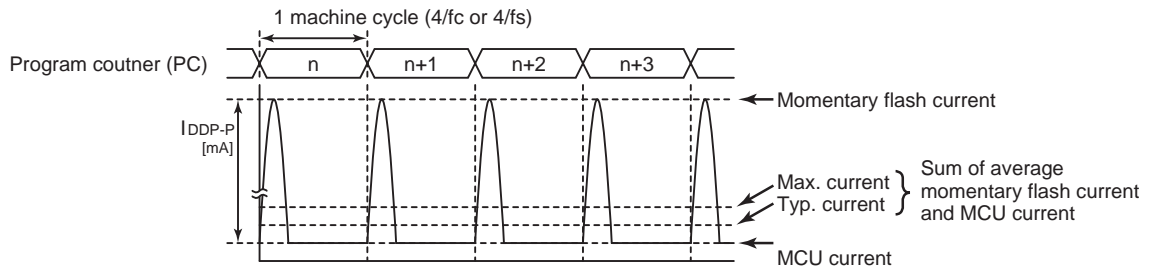 1 machine cycle (4/fc or 4/fs)
Program coutner (PC)
n
n+1
n+2
n+3
Momentary flash current
I DDP-P
[mA]
Max. current
Typ. current
Sum of average
momentary flash current
and MCU current
MCU current